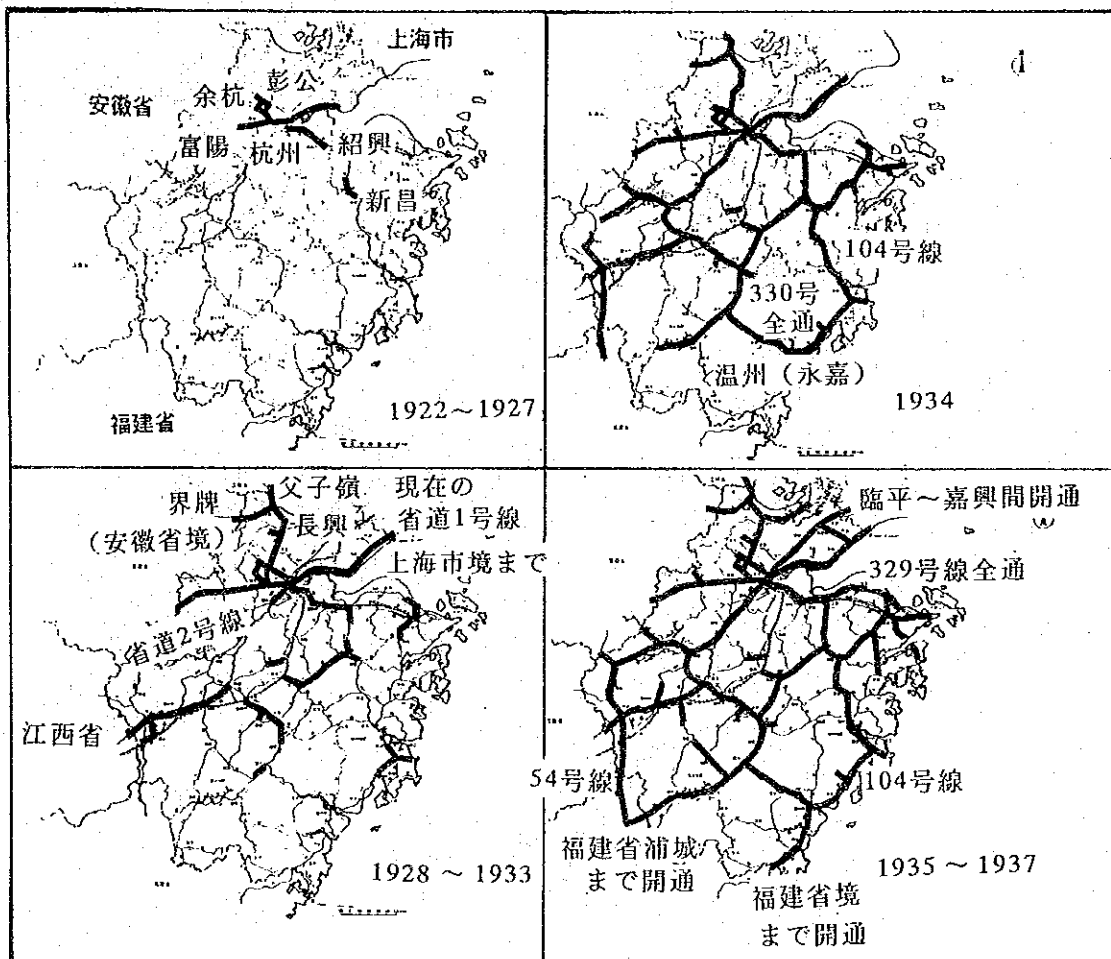 上海市
彭公
余杭
安徽省
富陽
杭州
紹興
新昌
福建省
1922～1927
104号線
330号
全通
温州（永嘉）
1934
界牌
父子嶺
現在の
（安徽省境）
長興
省道1号線
上海市境まで
省道2号線
江西省
1928 ～ 1933
臨平～嘉興間開通
329号線全通
54号線
104号線
福建省浦城
まで開通
1935 ～ 1937
福建省境
まで開通